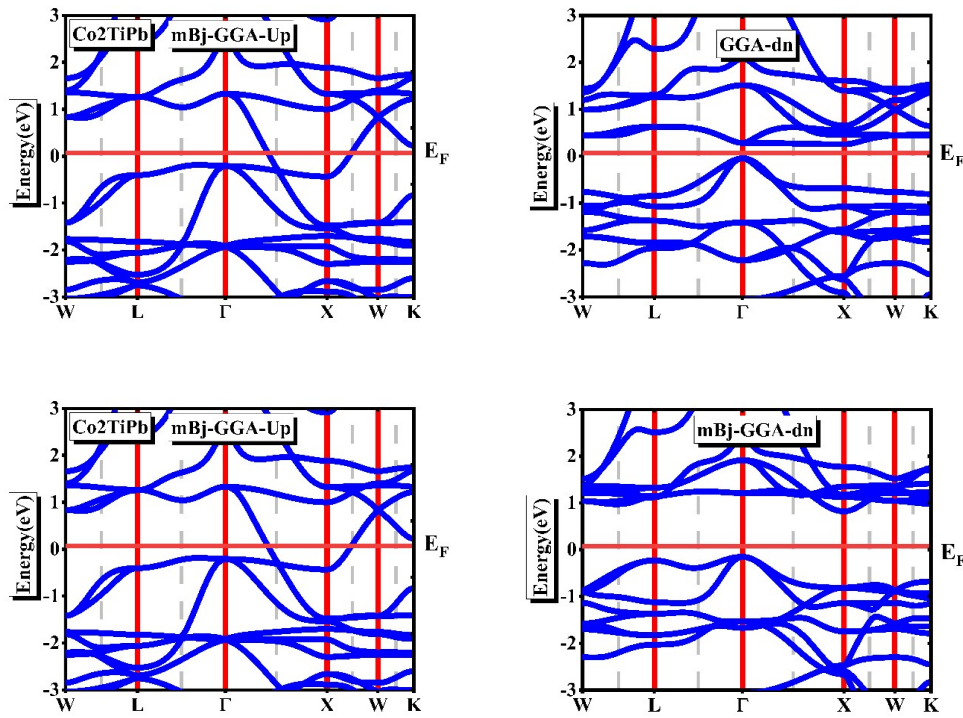 Co2TiPb mBj-GGA-Up
Energy(eV)
3
2
1
0
-1
-2
-3
W L Γ X W K
E_F
GGA-dn
Energy(eV)
3
2
1
0
-1
-2
-3
W L Γ X W K
E_F
Co2TiPb mBj-GGA-Up
Energy(eV)
3
2
1
0
-1
-2
-3
W L Γ X W K
E_F
mBj-GGA-dn
Energy(eV)
3
2
1
0
-1
-2
-3
W L Γ X W K
E_F